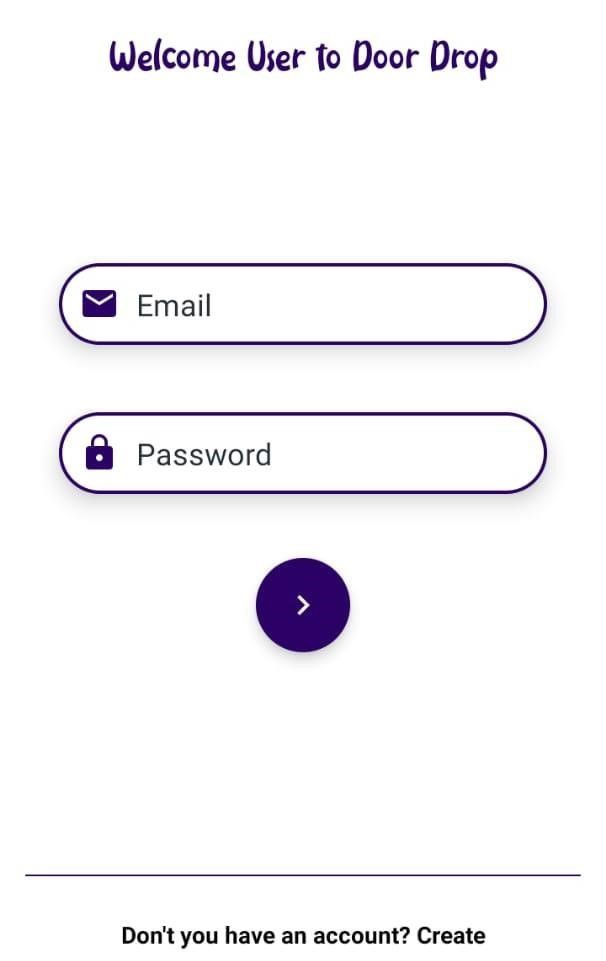 Welcome User to Door Drop
Email
Password
Don't you have an account? Create